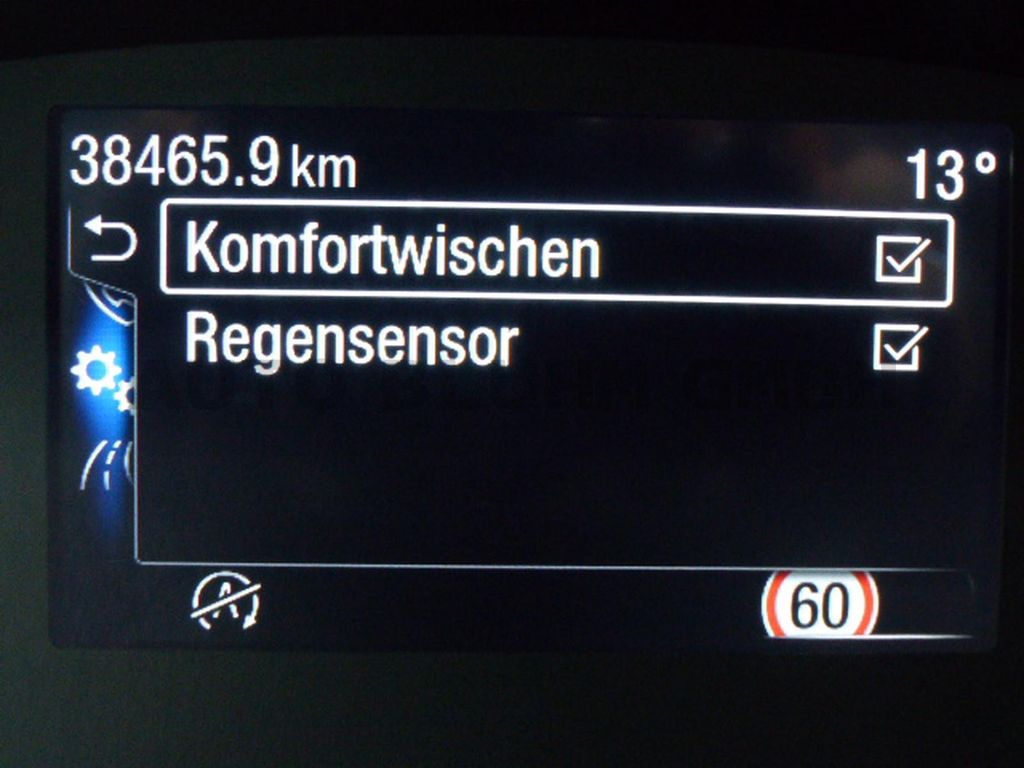 38465.9 km 13°
Komfortwischen
Regensensor
A
60